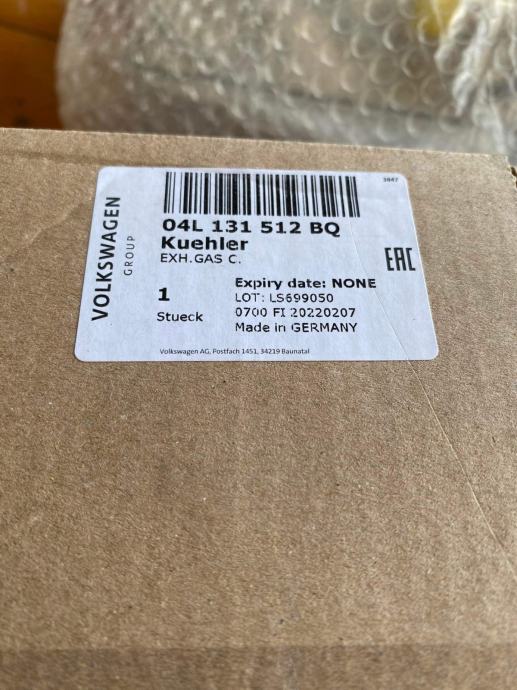 3847
VOLKSWAGEN
GROUP
04L 131 512 BQ
Kuehler
EXH.GAS C.
EAC
1
Stueck
Expiry date: NONE
LOT: LS699050
0700 FI 20220207
Made in GERMANY
Volkswagen AG, Postfach 1451, 34219 Baunatal